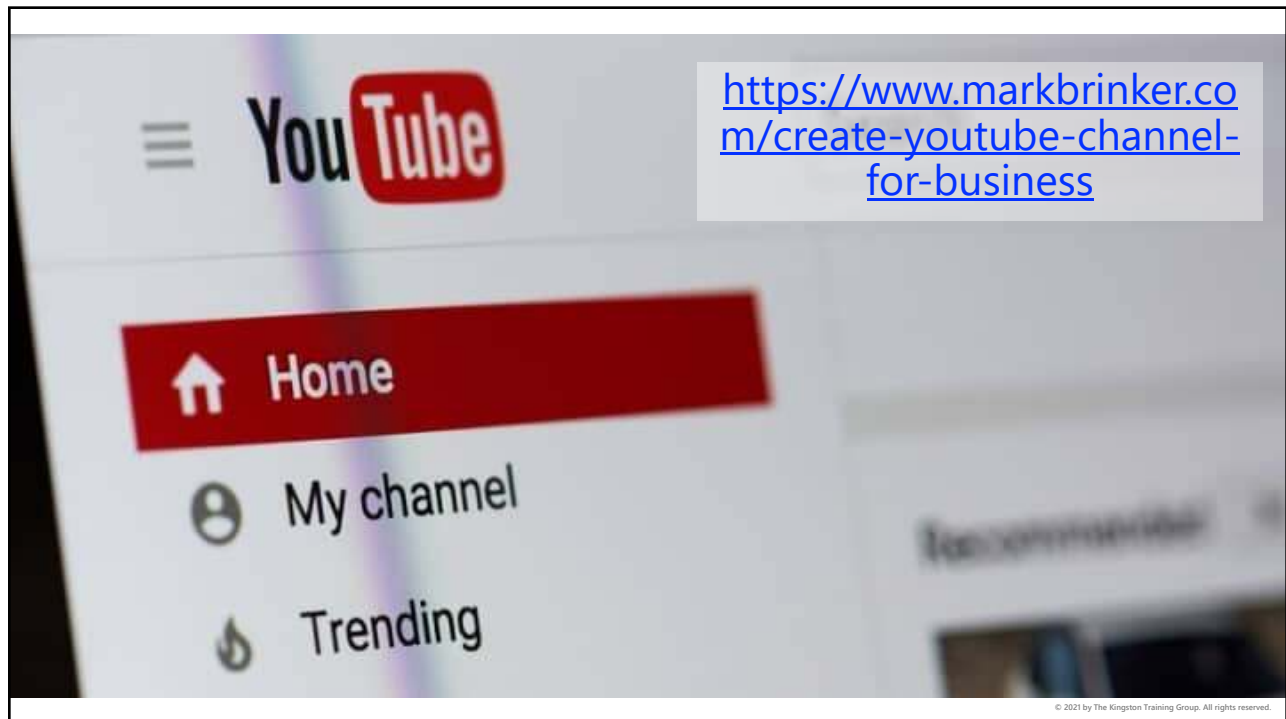 YouTube
https://www.markbrinker.co
m/create-youtube-channel-
for-business
Home
My channel
Trending
Recommended
© 2021 by The Kingston Training Group. All rights reserved.